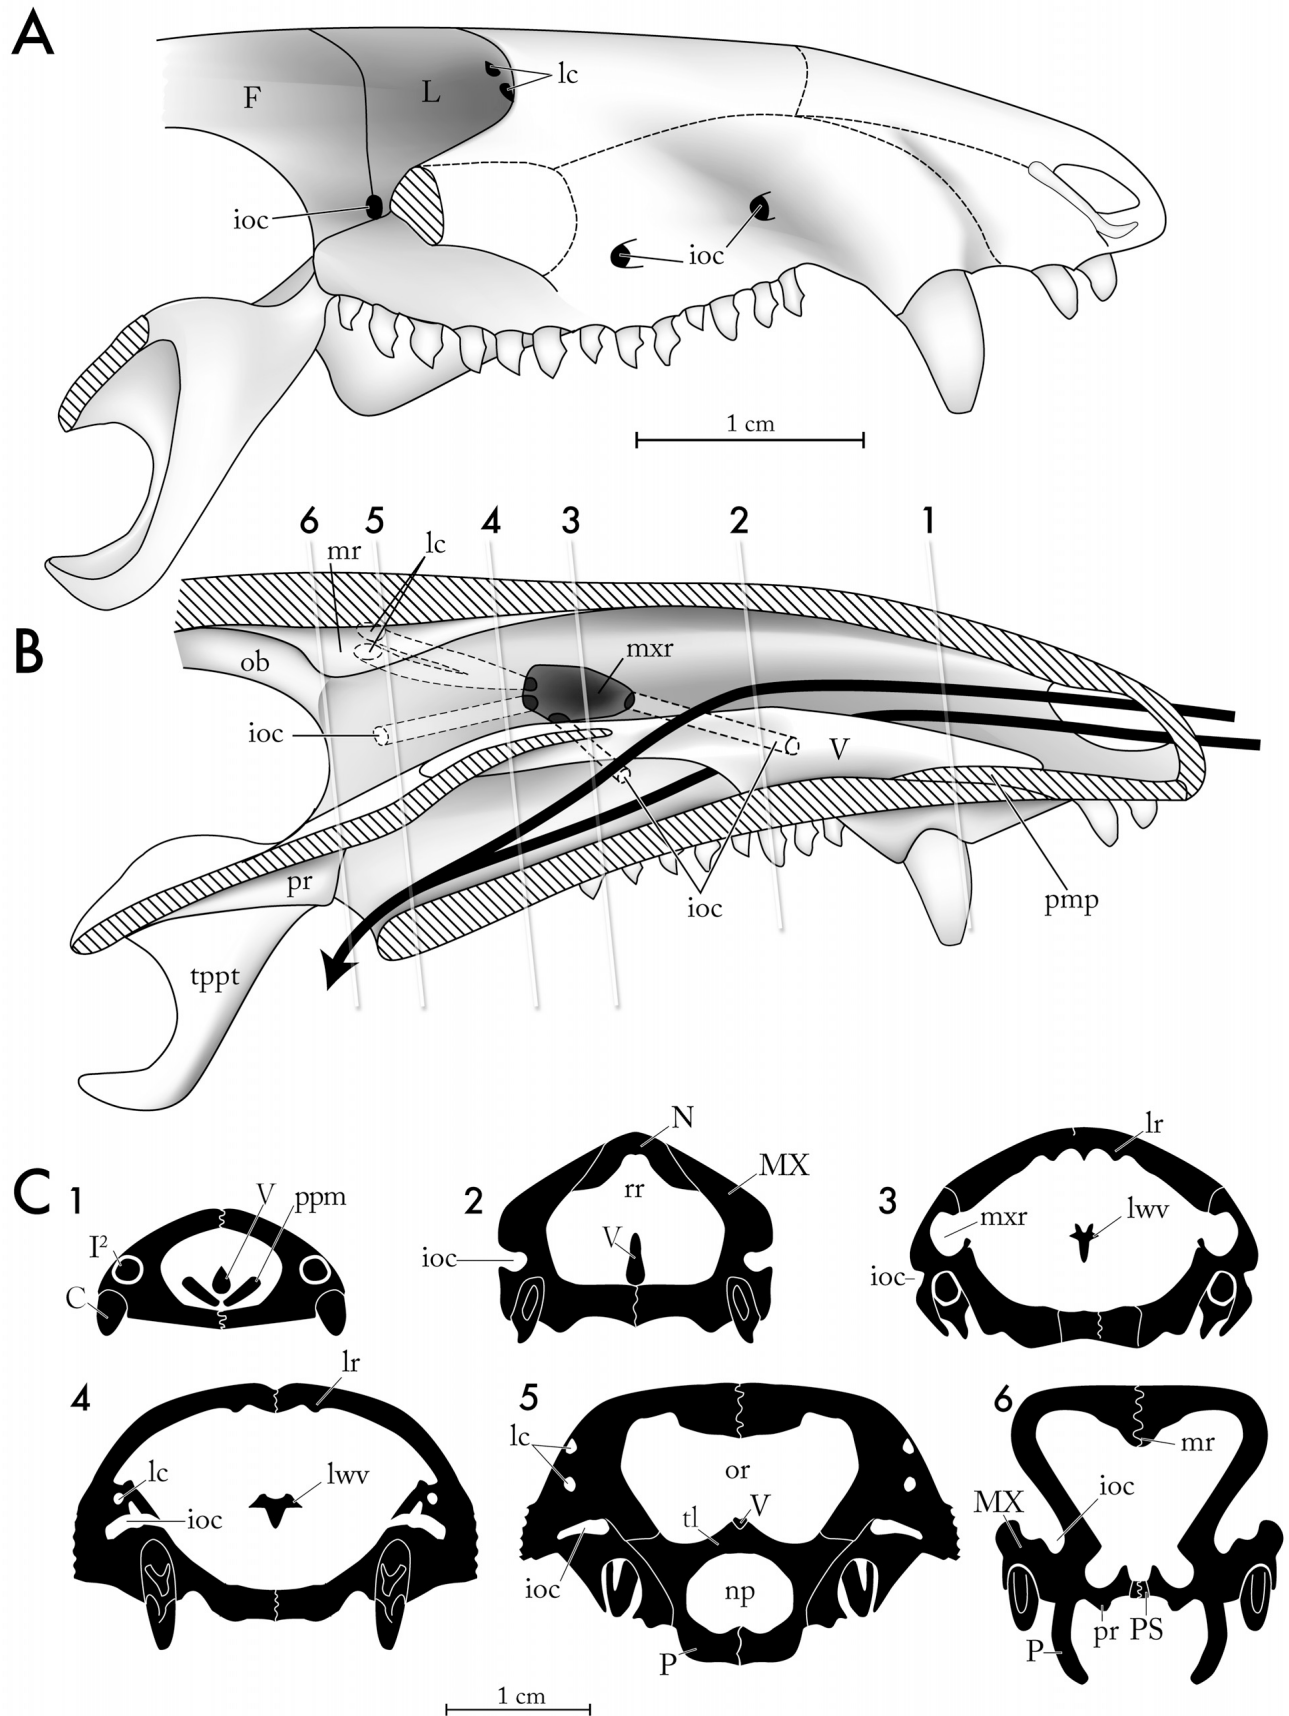 A
F
L
lc
ioc
ioc
1 cm
6 5 4 3 2 1
mr
lc
B
ob
mxr
ioc
V
pr
ioc
pmp
tppt
C
1
V
ppm
I²
C
2
N
MX
rr
V
ioc
3
lr
mxr
lwv
ioc
4
lr
lc
lwv
ioc
5
lc
or
tl
V
ioc
np
P
6
mr
MX
ioc
P
pr
PS
1 cm